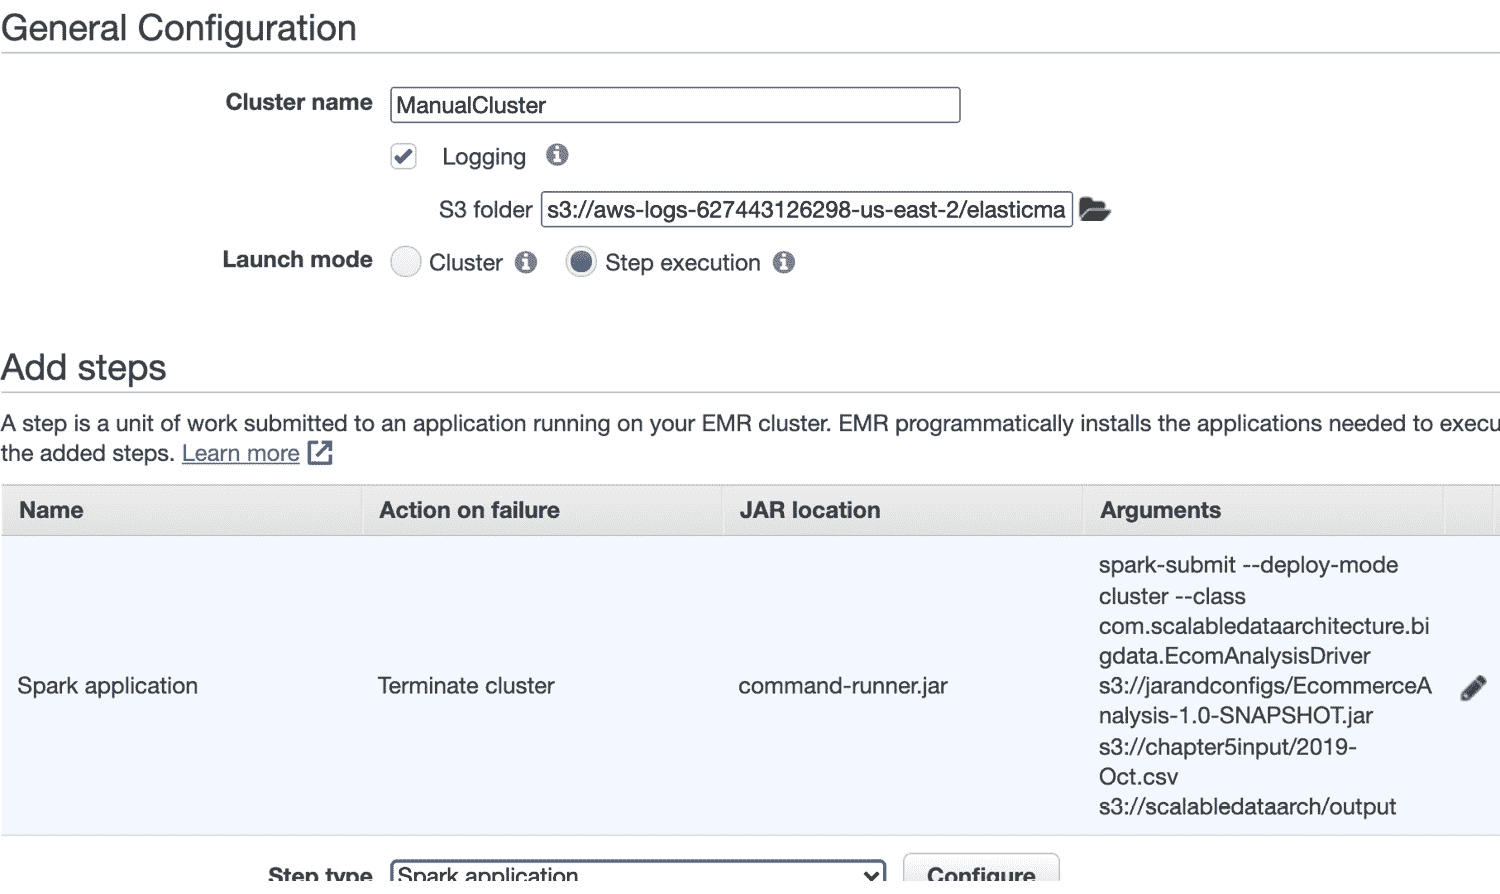 General Configuration
Cluster name ManualCluster
Logging
S3 folder s3://aws-logs-627443126298-us-east-2/elasticma
Launch mode Cluster Step execution
Add steps
A step is a unit of work submitted to an application running on your EMR cluster. EMR programmatically installs the applications needed to execu
the added steps. Learn more
Name Action on failure JAR location Arguments
spark-submit --deploy-mode
cluster --class
com.scalabledataarchitecture.bi
gdata.EcomAnalysisDriver
Spark application Terminate cluster command-runner.jar s3://jarandconfigs/EcommerceA
nalysis-1.0-SNAPSHOT.jar
s3://chapter5input/2019-
Oct.csv
s3://scalabledataarch/output
Step type Spark application Configure